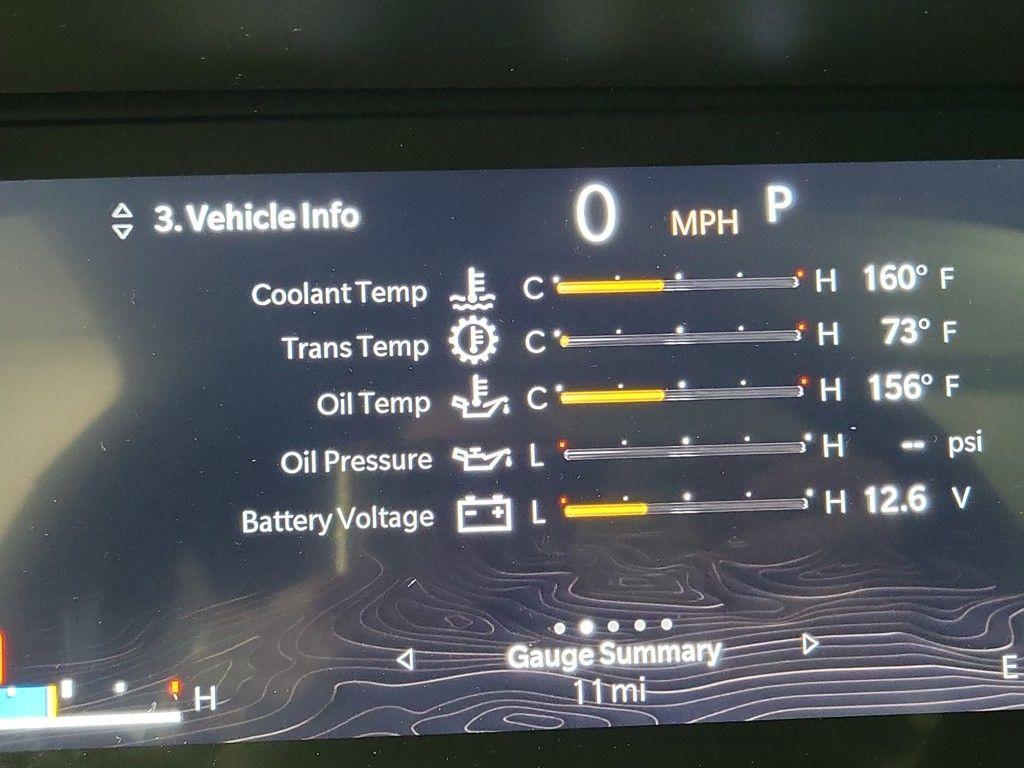 3. Vehicle Info 0 MPH P
Coolant Temp C H 160° F
Trans Temp C H 73° F
Oil Temp C H 156° F
Oil Pressure L H -- psi
Battery Voltage L H 12.6 V
Gauge Summary
E
11 mi
H